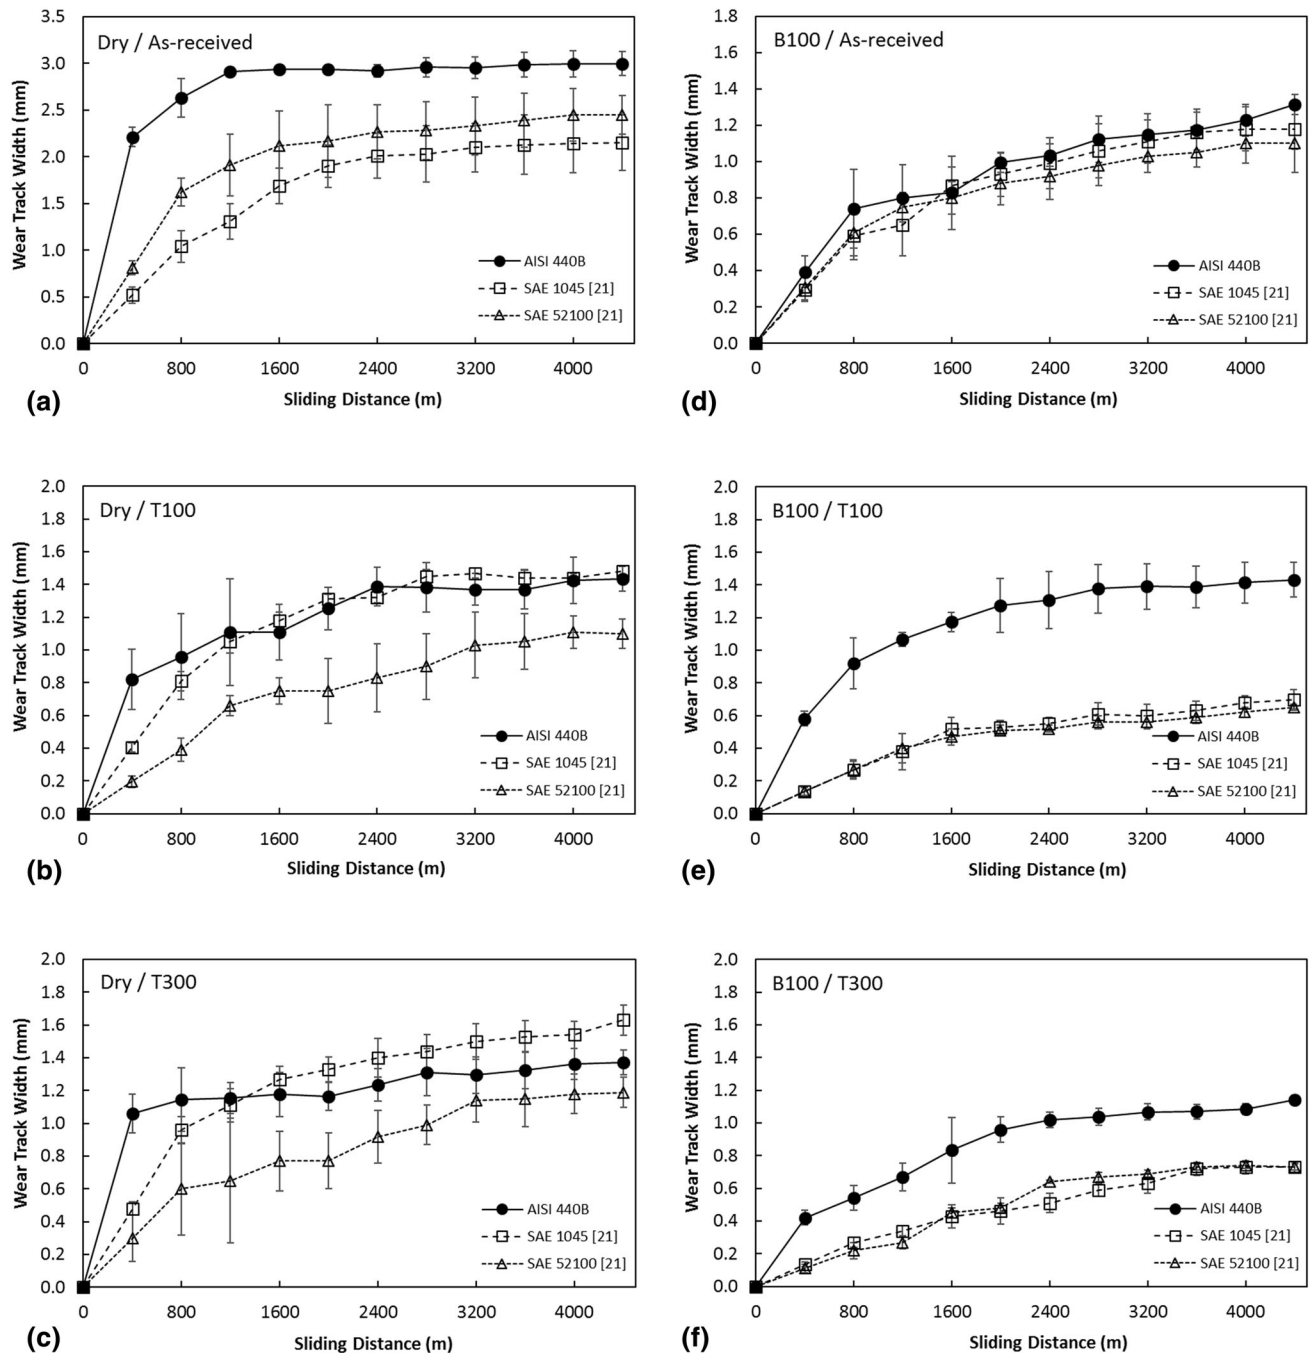 Dry / As-received
Wear Track Width (mm)
3.5
3.0
2.5
2.0
1.5
1.0
0.5
0.0
AISI 440B
SAE 1045 [21]
SAE 52100 [21]
0 800 1600 2400 3200 4000
Sliding Distance (m)
(a)
B100 / As-received
Wear Track Width (mm)
1.8
1.6
1.4
1.2
1.0
0.8
0.6
0.4
0.2
0.0
AISI 440B
SAE 1045 [21]
SAE 52100 [21]
0 800 1600 2400 3200 4000
Sliding Distance (m)
(d)
Dry / T100
Wear Track Width (mm)
2.0
1.8
1.6
1.4
1.2
1.0
0.8
0.6
0.4
0.2
0.0
AISI 440B
SAE 1045 [21]
SAE 52100 [21]
0 800 1600 2400 3200 4000
Sliding Distance (m)
(b)
B100 / T100
Wear Track Width (mm)
2.0
1.8
1.6
1.4
1.2
1.0
0.8
0.6
0.4
0.2
0.0
AISI 440B
SAE 1045 [21]
SAE 52100 [21]
0 800 1600 2400 3200 4000
Sliding Distance (m)
(e)
Dry / T300
Wear Track Width (mm)
2.0
1.8
1.6
1.4
1.2
1.0
0.8
0.6
0.4
0.2
0.0
AISI 440B
SAE 1045 [21]
SAE 52100 [21]
0 800 1600 2400 3200 4000
Sliding Distance (m)
(c)
B100 / T300
Wear Track Width (mm)
2.0
1.8
1.6
1.4
1.2
1.0
0.8
0.6
0.4
0.2
0.0
AISI 440B
SAE 1045 [21]
SAE 52100 [21]
0 800 1600 2400 3200 4000
Sliding Distance (m)
(f)